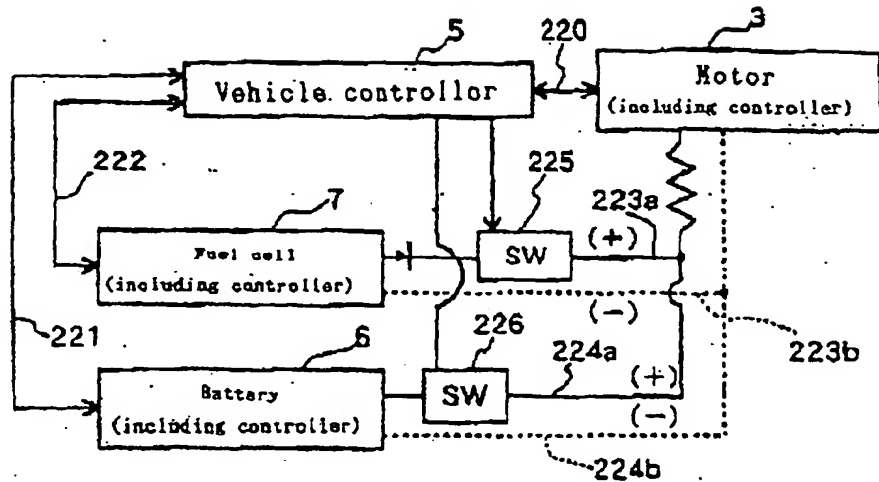 5
220
3
Vehicle. controllor
Motor
(including controller)
222
7
225
223a
Fuel cell
(including controller)
SW
(+)
(-)
221
6
226
224a
223b
Battery
(including controller)
SW
(+)
(-)
224b